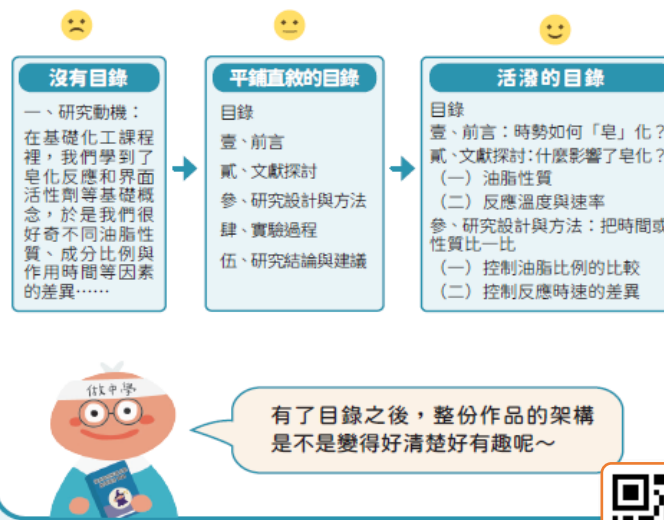 沒有目錄
一、研究動機：
在基礎化工課程
裡，我們學到了
皂化反應和界面
活性劑等基礎概
念，於是我們很
好奇不同油脂性
質、成分比例與
作用時間等因素
的差異⋯⋯
平鋪直敘的目錄
目錄
壹、前言
貳、文獻探討
參、研究設計與方法
肆、實驗過程
伍、研究結論與建議
活潑的目錄
目錄
壹、前言：時勢如何「皂」化？
貳、文獻探討：什麼影響了皂化？
（一）油脂性質
（二）反應溫度與速率
參、研究設計與方法：把時間或
性質比一比
（一）控制油脂比例的比較
（二）控制反應時速的差異
做中學
有了目錄之後，整份作品的架構
是不是變得好清楚好有趣呢～